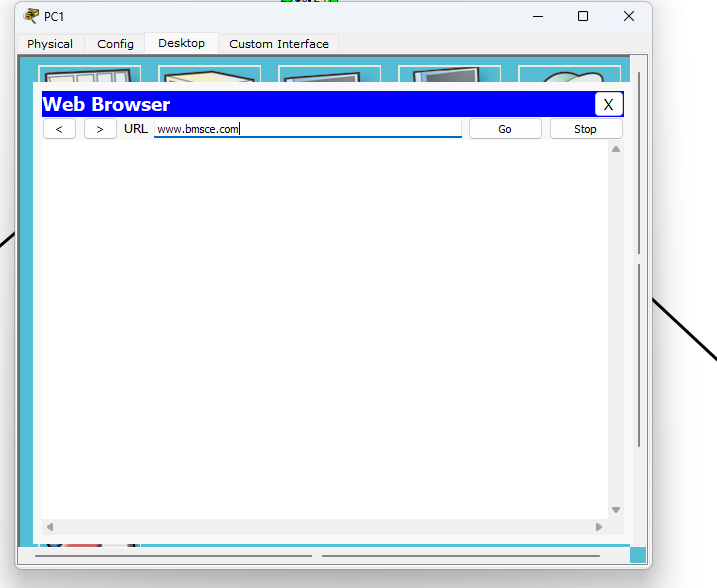 PC1
Physical Config Desktop Custom Interface
Web Browser X
< > URL www.bmsce.com Go Stop